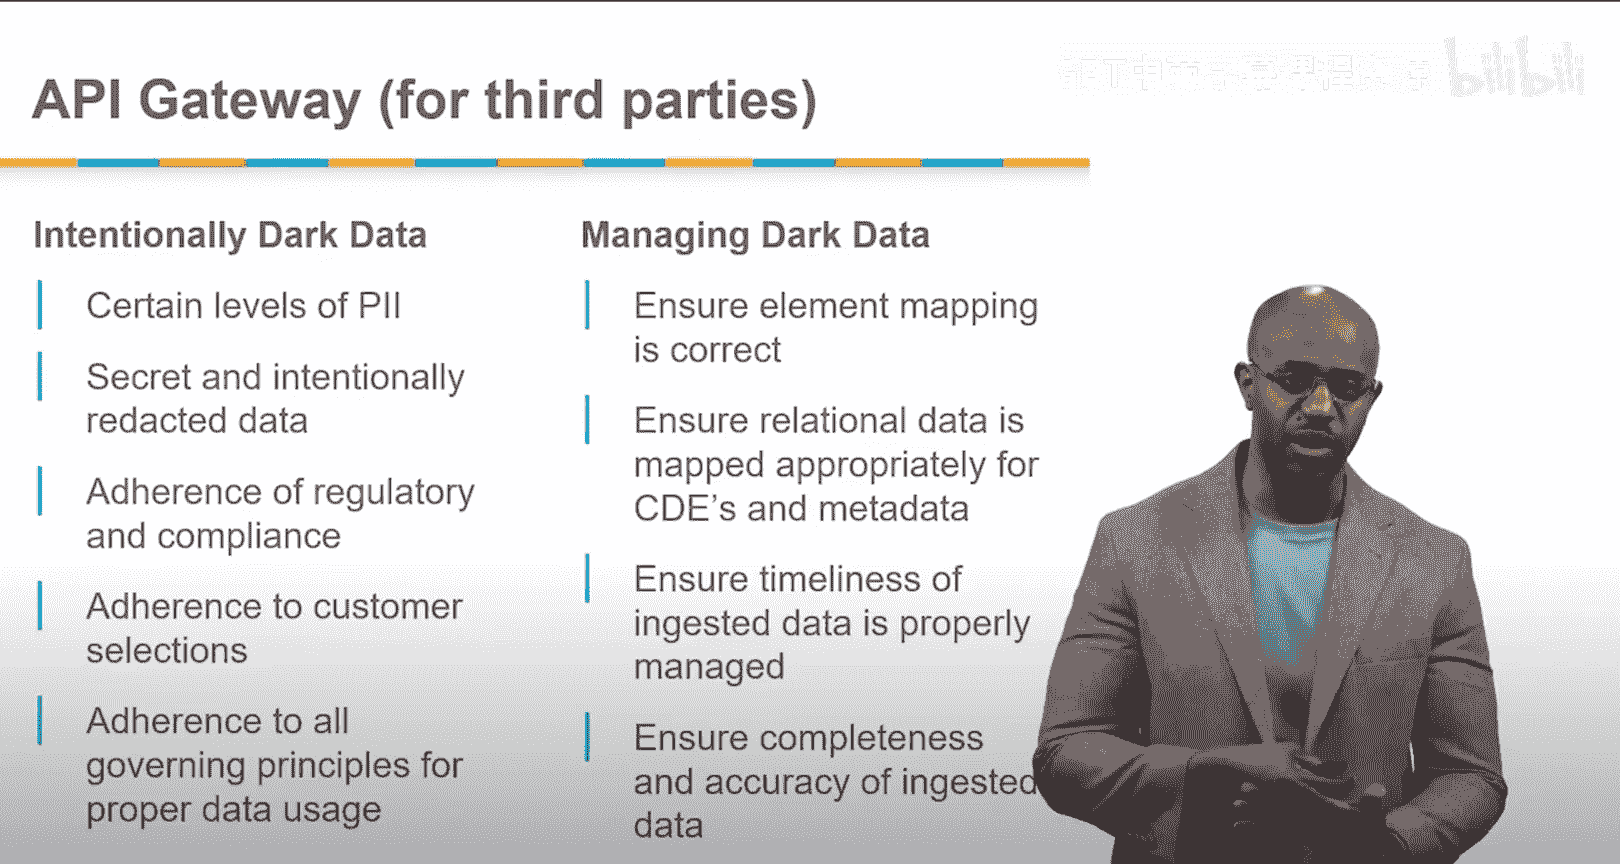 API Gateway (for third parties)
Intentionally Dark Data
Certain levels of PII
Secret and intentionally
redacted data
Adherence of regulatory
and compliance
Adherence to customer
selections
Adherence to all
governing principles for
proper data usage
Managing Dark Data
Ensure element mapping
is correct
Ensure relational data is
mapped appropriately for
CDE's and metadata
Ensure timeliness of
ingested data is properly
managed
Ensure completeness
and accuracy of ingested
data
bilibili